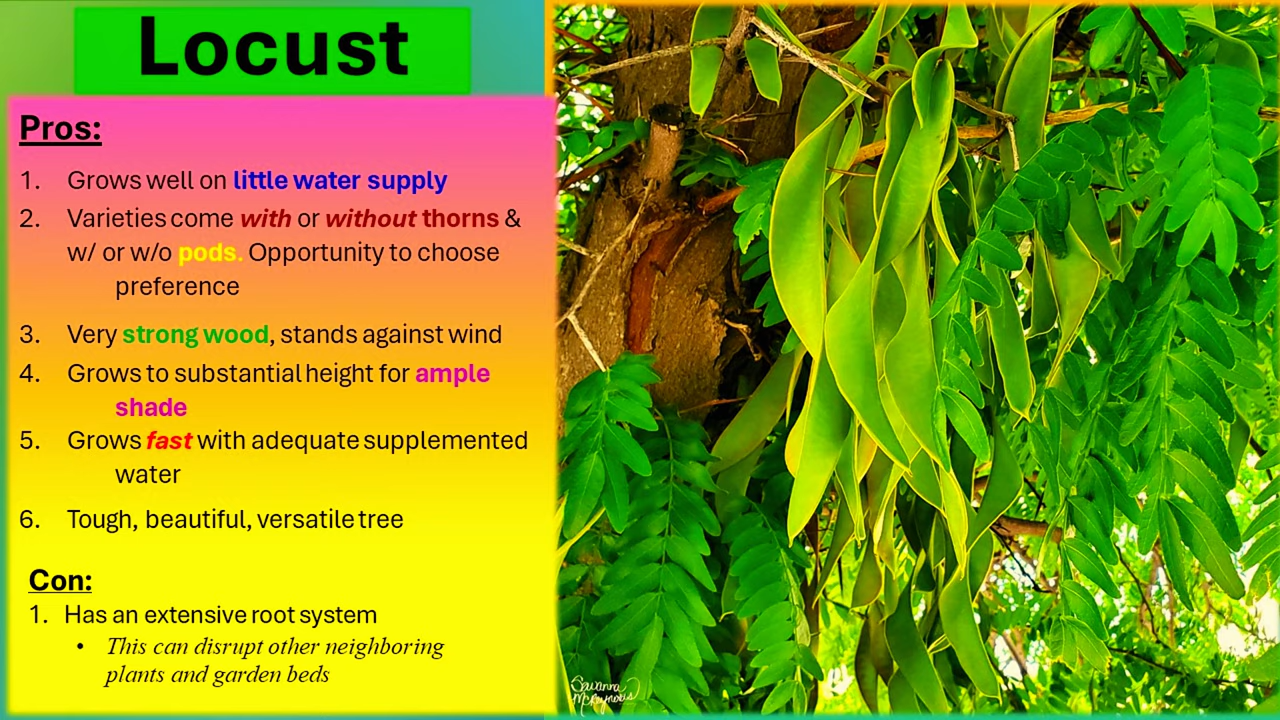 Locust
Pros:
1. Grows well on little water supply
2. Varieties come with or without thorns &
w/ or w/o pods. Opportunity to choose
preference
3. Very strong wood, stands against wind
4. Grows to substantial height for ample
shade
5. Grows fast with adequate supplemented
water
6. Tough, beautiful, versatile tree
Con:
1. Has an extensive root system
• This can disrupt other neighboring
plants and garden beds
Savanna
McReynolds